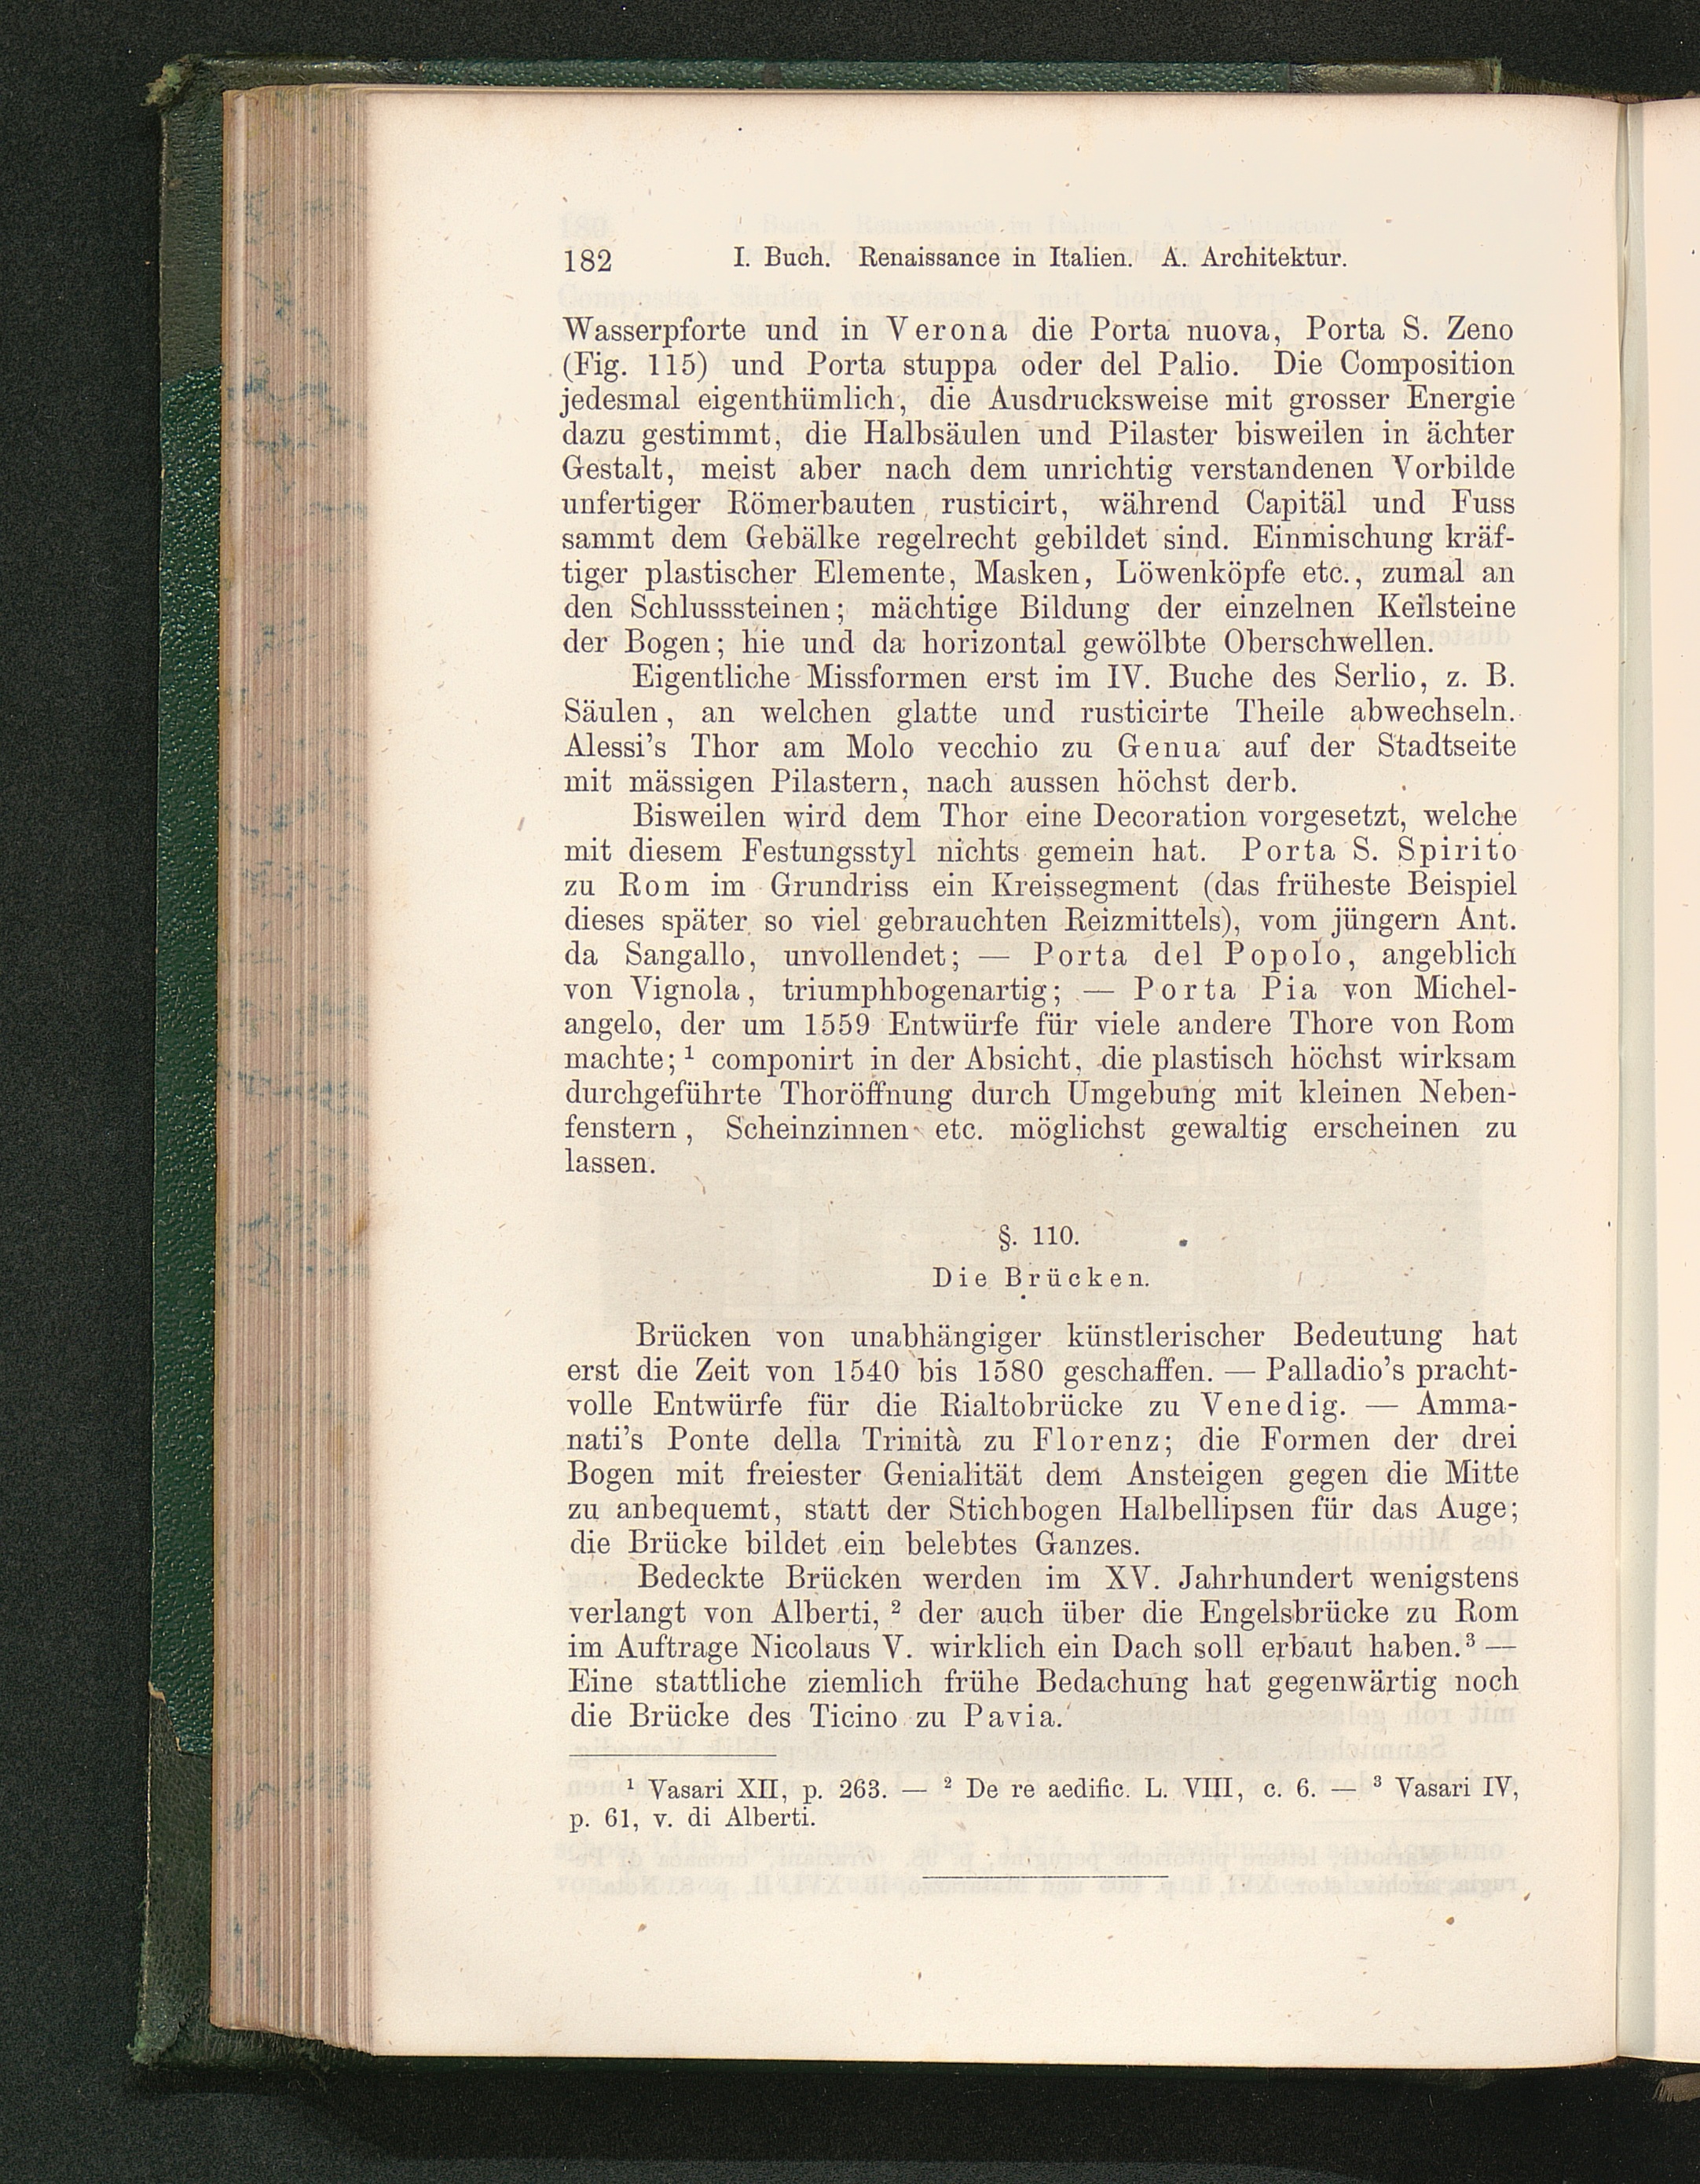 182 I. Buch. Renaissance in Italien. A. Architektur.
Wasserpforte und in Verona die Porta nuova, Porta S. Zeno
(Fig. 115) und Porta stuppa oder del Palio. Die Composition
jedesmal eigenthümlich, die Ausdrucksweise mit grosser Energie
dazu gestimmt, die Halbsäulen und Pilaster bisweilen in ächter
Gestalt, meist aber nach dem unrichtig verstandenen Vorbilde
unfertiger Römerbauten rusticirt, während Capitäl und Fuss
sammt dem Gebälke regelrecht gebildet sind. Einmischung kräf-
tiger plastischer Elemente, Masken, Löwenköpfe etc., zumal an
den Schlusssteinen; mächtige Bildung der einzelnen Keilsteine
der Bogen; hie und da horizontal gewölbte Oberschwellen.
Eigentliche Missformen erst im IV. Buche des Serlio, z. B.
Säulen, an welchen glatte und rusticirte Theile abwechseln.
Alessi's Thor am Molo vecchio zu Genua auf der Stadtseite
mit mässigen Pilastern, nach aussen höchst derb.
Bisweilen wird dem Thor eine Decoration vorgesetzt, welche
mit diesem Festungsstyl nichts gemein hat. Porta S. Spirito
zu Rom im Grundriss ein Kreissegment (das früheste Beispiel
dieses später so viel gebrauchten Reizmittels), vom jüngern Ant.
da Sangallo, unvollendet; — Porta del Popolo, angeblich
von Vignola, triumphbogenartig; — Porta Pia von Michel-
angelo, der um 1559 Entwürfe für viele andere Thore von Rom
machte; ¹ componirt in der Absicht, die plastisch höchst wirksam
durchgeführte Thoröffnung durch Umgebung mit kleinen Neben-
fenstern, Scheinzinnen etc. möglichst gewaltig erscheinen zu
lassen.
§. 110.
Die Brücken.
Brücken von unabhängiger künstlerischer Bedeutung hat
erst die Zeit von 1540 bis 1580 geschaffen. — Palladio's pracht-
volle Entwürfe für die Rialtobrücke zu Venedig. — Amma-
nati's Ponte della Trinità zu Florenz; die Formen der drei
Bogen mit freiester Genialität dem Ansteigen gegen die Mitte
zu anbequemt, statt der Stichbogen Halbellipsen für das Auge;
die Brücke bildet ein belebtes Ganzes.
Bedeckte Brücken werden im XV. Jahrhundert wenigstens
verlangt von Alberti, ² der auch über die Engelsbrücke zu Rom
im Auftrage Nicolaus V. wirklich ein Dach soll erbaut haben. ³ —
Eine stattliche ziemlich frühe Bedachung hat gegenwärtig noch
die Brücke des Ticino zu Pavia.
¹ Vasari XII, p. 263. — ² De re aedific. L. VIII, c. 6. — ³ Vasari IV,
p. 61, v. di Alberti.